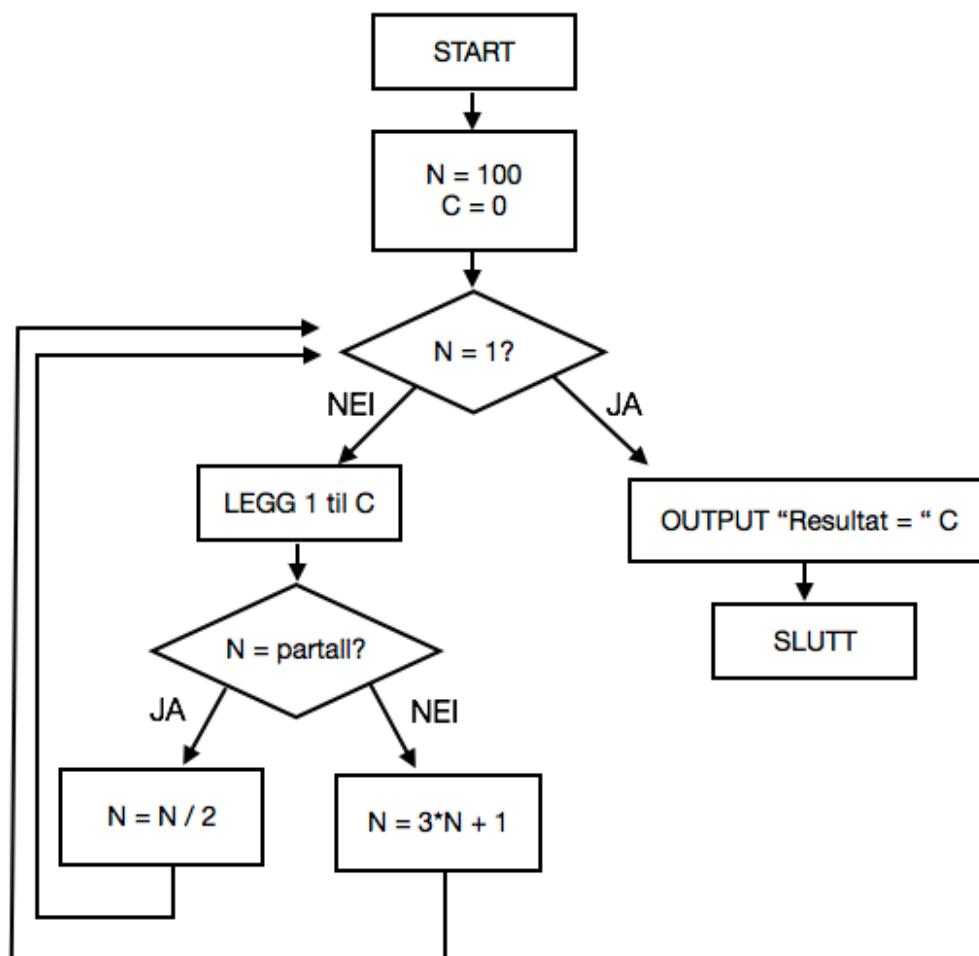 START
N = 100
C = 0
N = 1?
NEI
JA
LEGG 1 til C
OUTPUT “Resultat = “ C
N = partall?
SLUTT
JA
NEI
N = N / 2
N = 3*N + 1